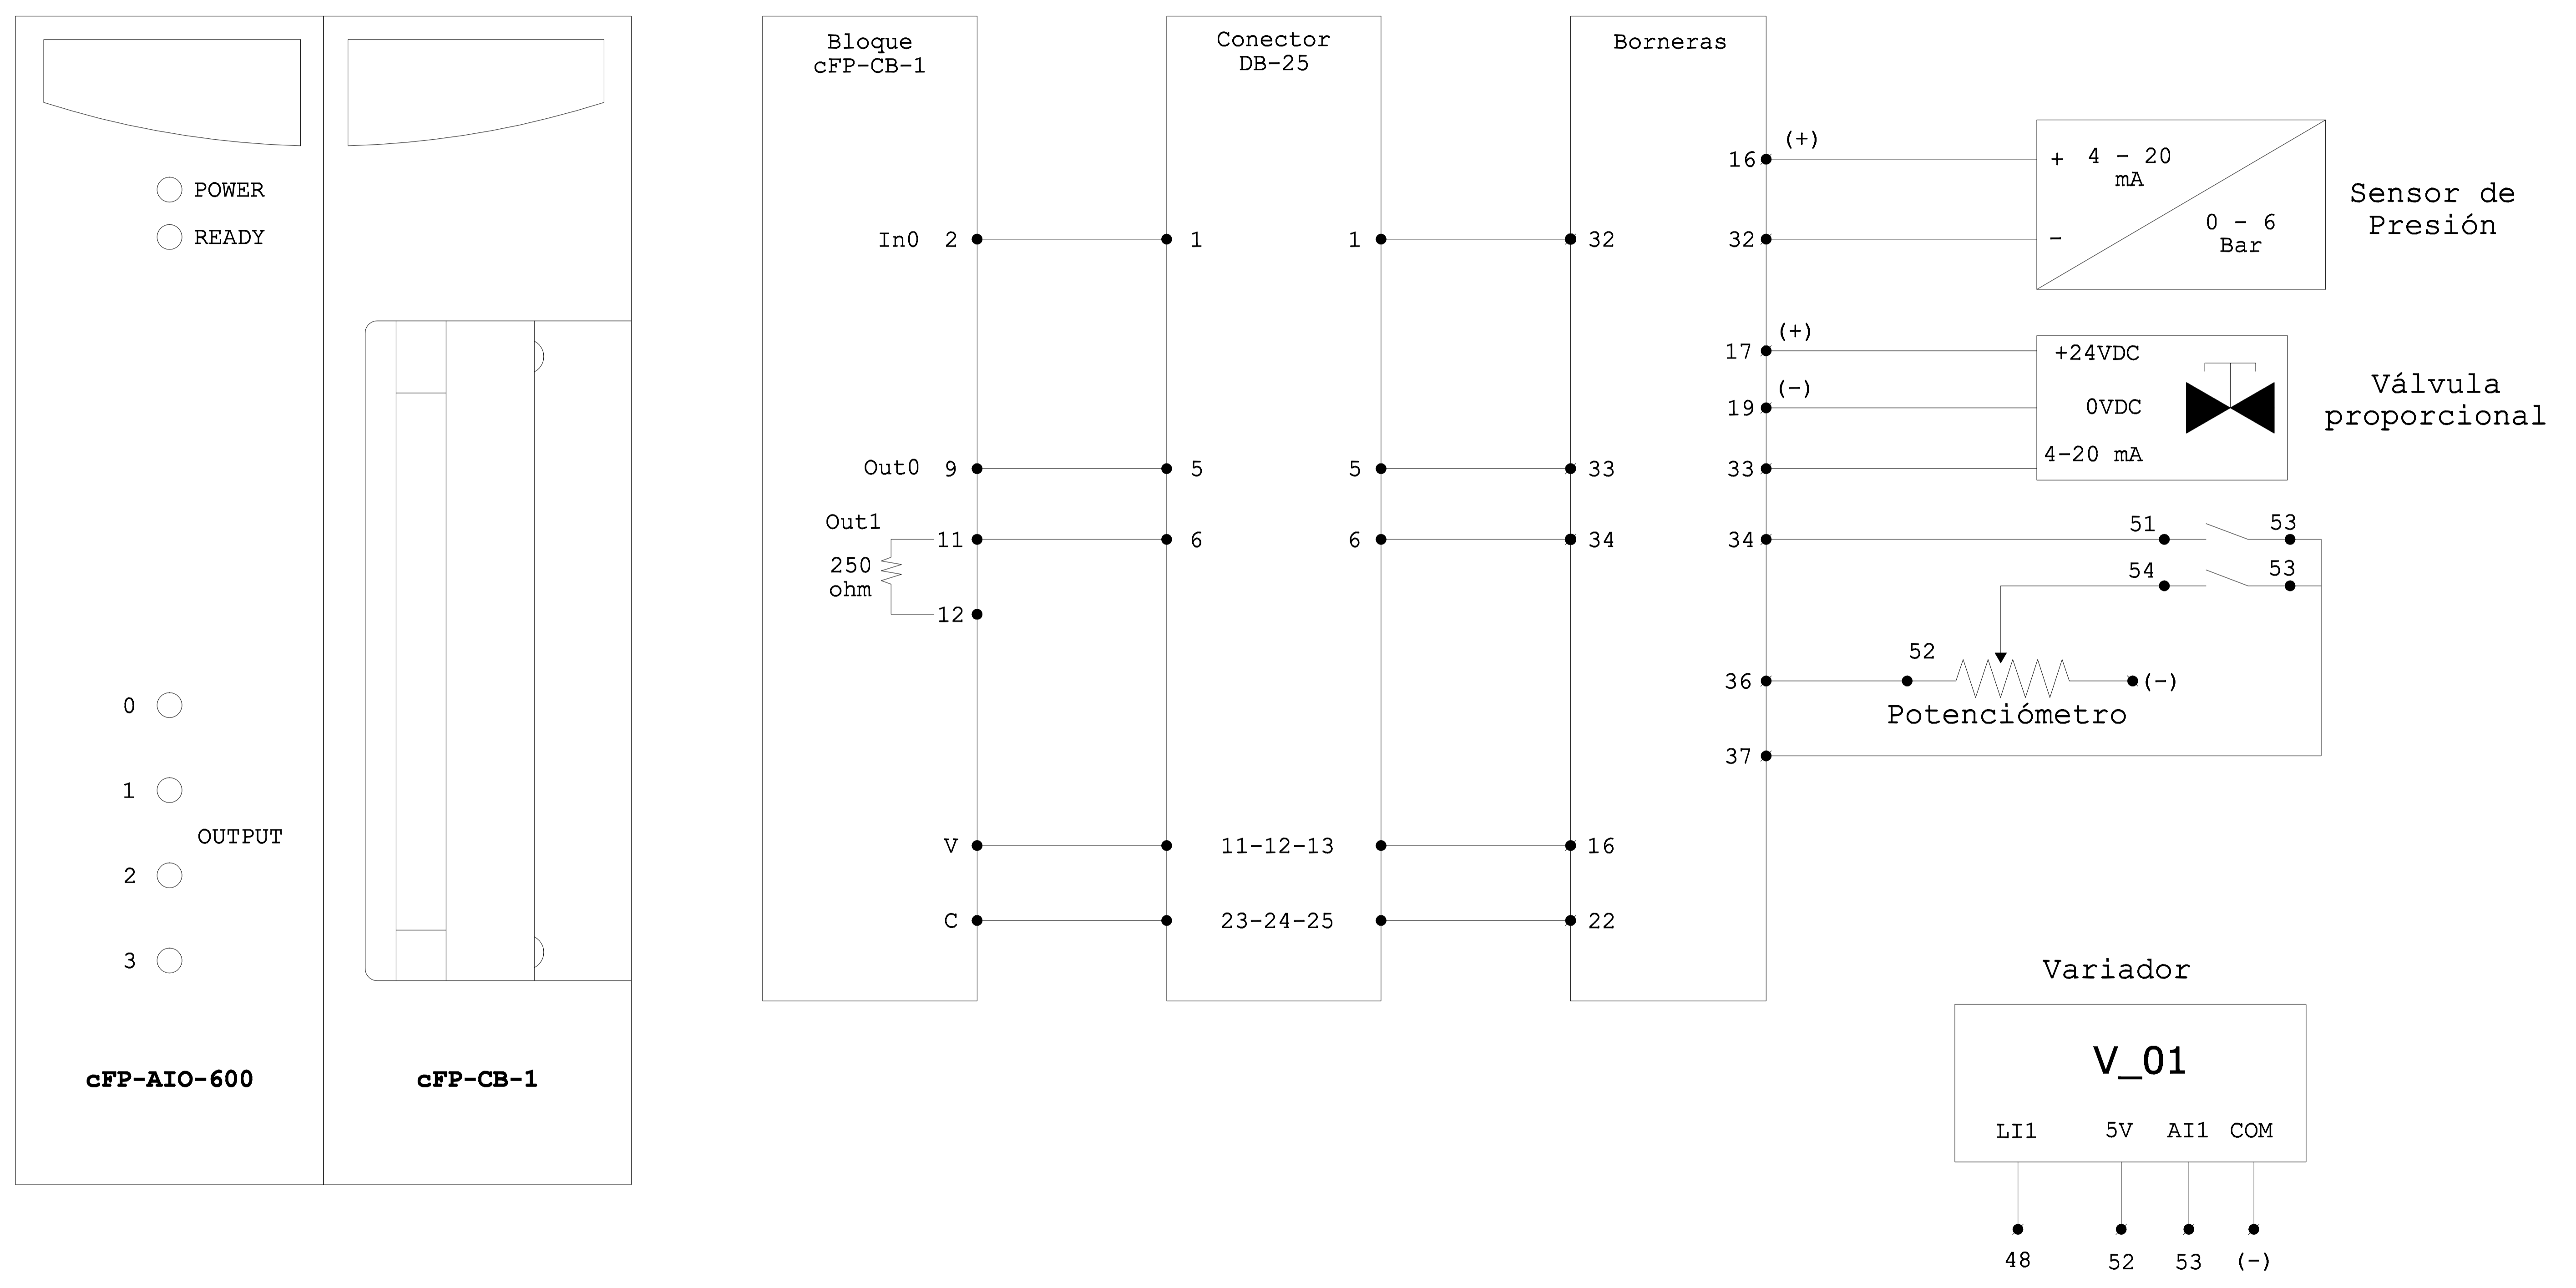 POWER
READY
0
1
OUTPUT
2
3
cFP-AIO-600
cFP-CB-1
Bloque
cFP-CB-1
In0 2
Out0 9
Out1
11
250
ohm
12
V
C
Conector
DB-25
1 1
5 5
6 6
11-12-13
23-24-25
Borneras
16
32 32
17
19
33 33
34 34
36
37
16
22
(+)
+ 4 - 20
mA
-
0 - 6
Bar
Sensor de
Presión
(+)
+24VDC
(-)
0VDC
4-20 mA
Válvula
proporcional
51 53
54 53
52
(-)
Potenciómetro
Variador
V_01
LI1 5V AI1 COM
48 52 53 (-)